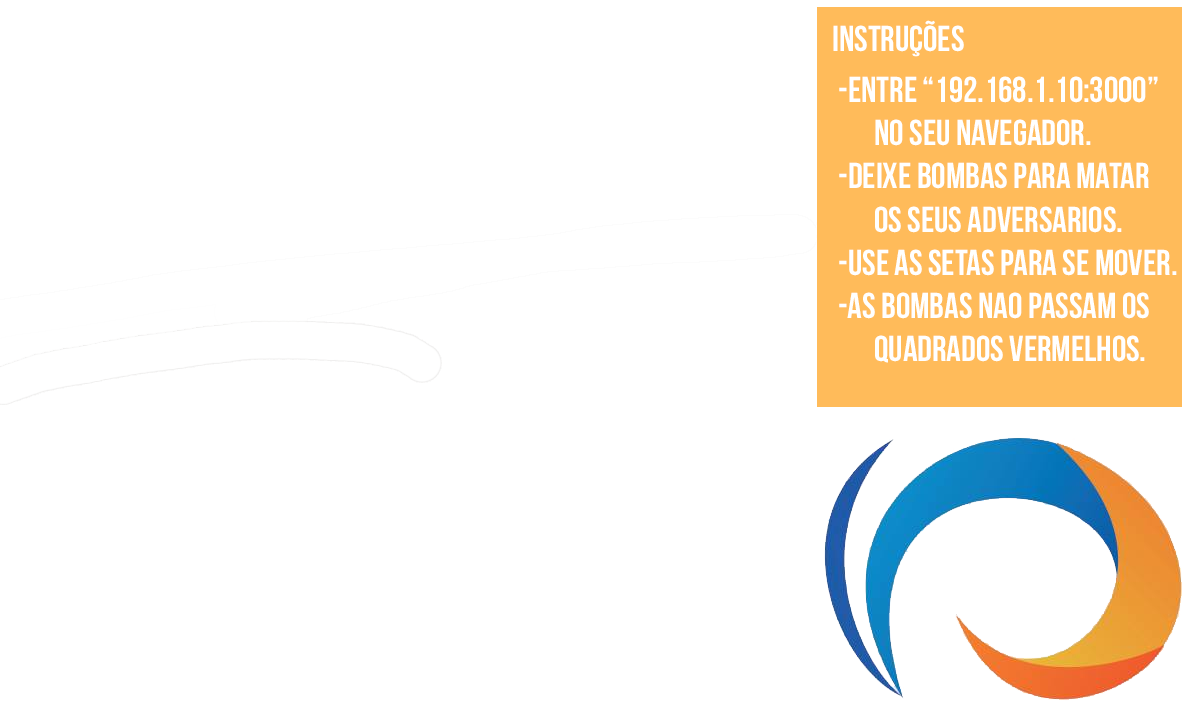 INSTRUÇÕES
-ENTRE “192.168.1.10:3000”
NO SEU NAVEGADOR.
-DEIXE BOMBAS PARA MATAR
OS SEUS ADVERSARIOS.
-USE AS SETAS PARA SE MOVER.
-AS BOMBAS NAO PASSAM OS
QUADRADOS VERMELHOS.